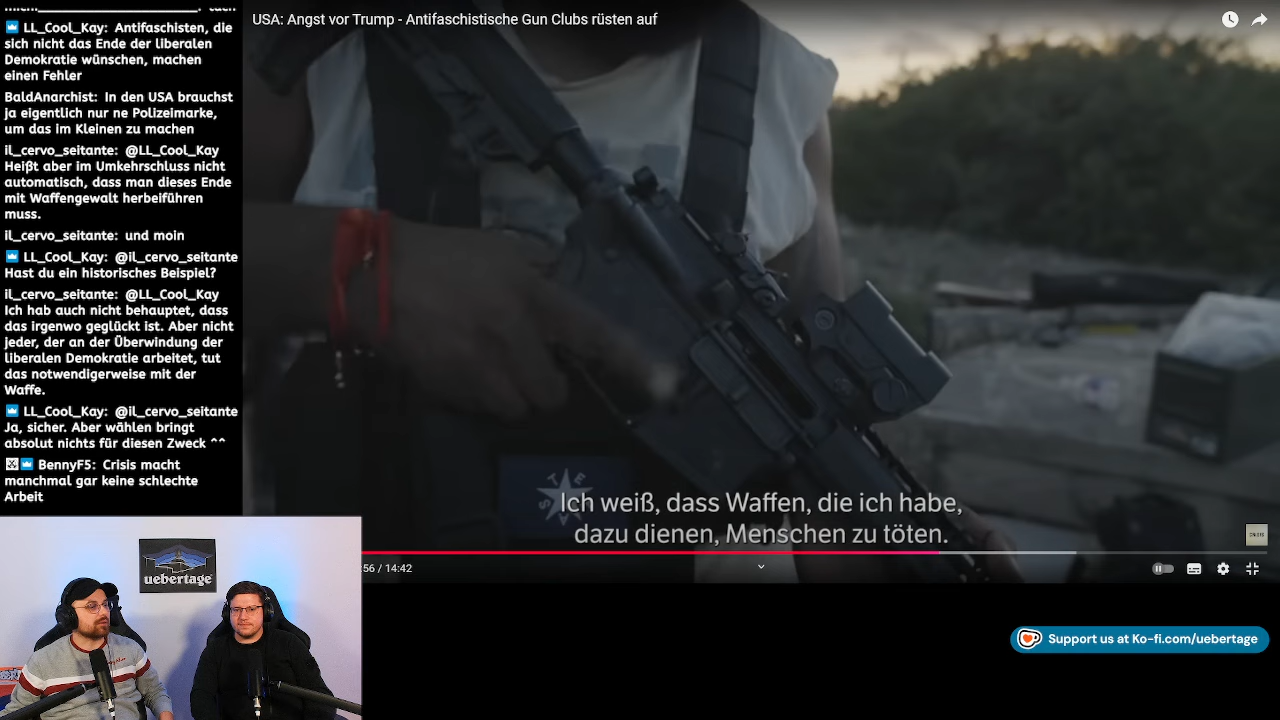 USA: Angst vor Trump - Antifaschistische Gun Clubs rüsten auf
LL_Cool_Kay: Antifaschisten, die
sich nicht das Ende der liberalen
Demokratie wünschen, machen
einen Fehler
BaldAnarchist: In den USA brauchst
ja eigentlich nur ne Polizeimarke,
um das im Kleinen zu machen
il_cervo_seitante: @LL_Cool_Kay
Heißt aber im Umkehrschluss nicht
automatisch, dass man dieses Ende
mit Waffengewalt herbeiführen
muss.
il_cervo_seitante: und moin
LL_Cool_Kay: @il_cervo_seitante
Hast du ein historisches Beispiel?
il_cervo_seitante: @LL_Cool_Kay
Ich hab auch nicht behauptet, dass
das irgenwo geglückt ist. Aber nicht
jeder, der an der Überwindung der
liberalen Demokratie arbeitet, tut
das notwendigerweise mit der
Waffe.
LL_Cool_Kay: @il_cervo_seitante
Ja, sicher. Aber wählen bringt
absolut nichts für diesen Zweck ^^
BennyF5: Crisis macht
manchmal gar keine schlechte
Arbeit
Ich weiß, dass Waffen, die ich habe,
dazu dienen, Menschen zu töten.
:56 / 14:42
uebertage
Support us at Ko-fi.com/uebertage